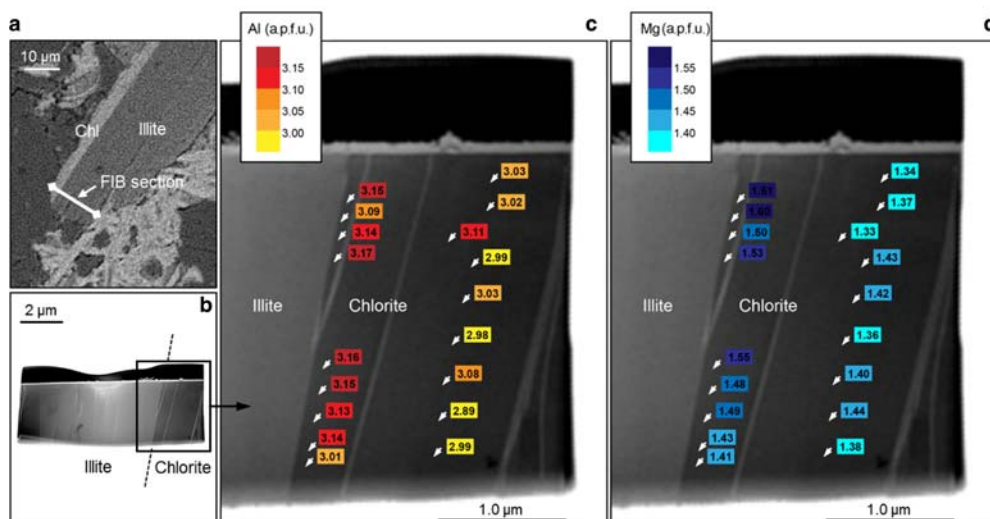 a
10 µm
Chl
Illite
FIB section
2 µm
b
Illite
Chlorite
Al (a.p.f.u.)
3.15
3.10
3.05
3.00
c
3.03
3.02
3.15
3.09
3.14
3.11
3.17
2.99
3.03
Illite
Chlorite
2.98
3.16
3.08
3.15
3.13
2.89
3.14
2.99
3.01
1.0 µm
Mg (a.p.f.u.)
1.55
1.50
1.45
1.40
d
1.34
1.37
1.61
1.60
1.50
1.33
1.53
1.43
1.42
Illite
Chlorite
1.36
1.55
1.40
1.48
1.49
1.44
1.43
1.38
1.41
1.0 µm